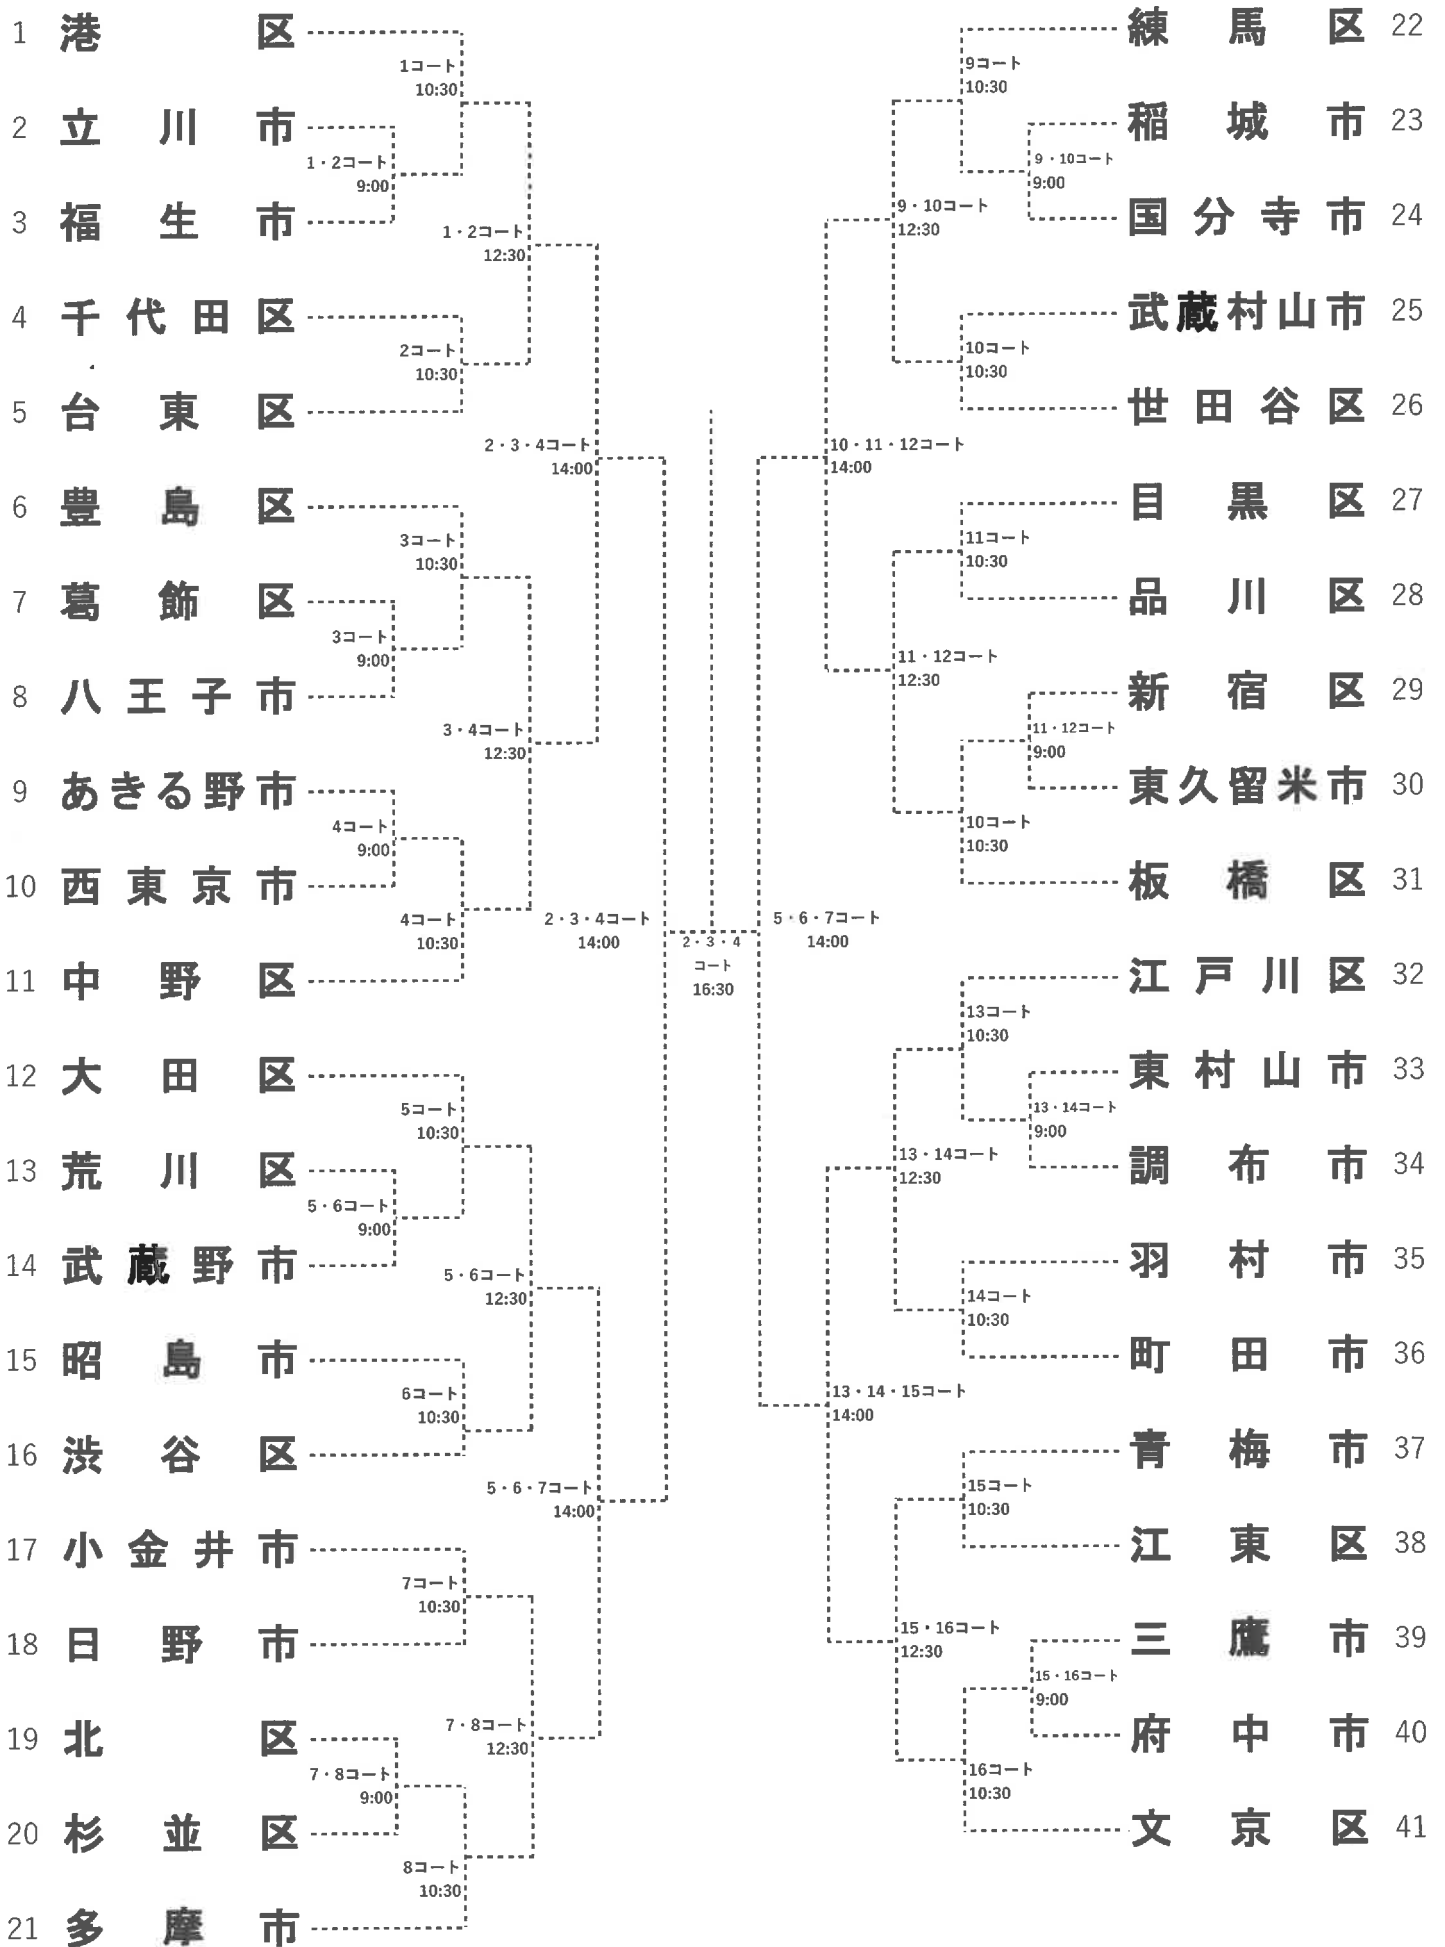 1 港区
1コート
10:30
2 立川市
1・2コート
9:00
3 福生市
1・2コート
12:30
4 千代田区
2コート
10:30
5 台東区
2・3・4コート
14:00
6 豊島区
3コート
10:30
7 葛飾区
3コート
9:00
8 八王子市
3・4コート
12:30
9 あきる野市
4コート
9:00
10 西東京市
4コート
10:30
11 中野区
2・3・4コート
14:00
12 大田区
5コート
10:30
13 荒川区
5・6コート
9:00
14 武蔵野市
5・6コート
12:30
15 昭島市
6コート
10:30
16 渋谷区
5・6・7コート
14:00
17 小金井市
7コート
10:30
18 日野市
7・8コート
12:30
19 北区
7・8コート
9:00
20 杉並区
8コート
10:30
21 多摩市
2・3・4
コート
16:30
練馬区 22
9コート
10:30
稲城市 23
9・10コート
9:00
国分寺市 24
9・10コート
12:30
武蔵村山市 25
10コート
10:30
世田谷区 26
10・11・12コート
14:00
目黒区 27
11コート
10:30
品川区 28
11・12コート
12:30
新宿区 29
11・12コート
9:00
東久留米市 30
10コート
10:30
板橋区 31
5・6・7コート
14:00
江戸川区 32
13コート
10:30
東村山市 33
13・14コート
9:00
調布市 34
13・14コート
12:30
羽村市 35
14コート
10:30
町田市 36
13・14・15コート
14:00
青梅市 37
15コート
10:30
江東区 38
15・16コート
12:30
三鷹市 39
15・16コート
9:00
府中市 40
16コート
10:30
文京区 41